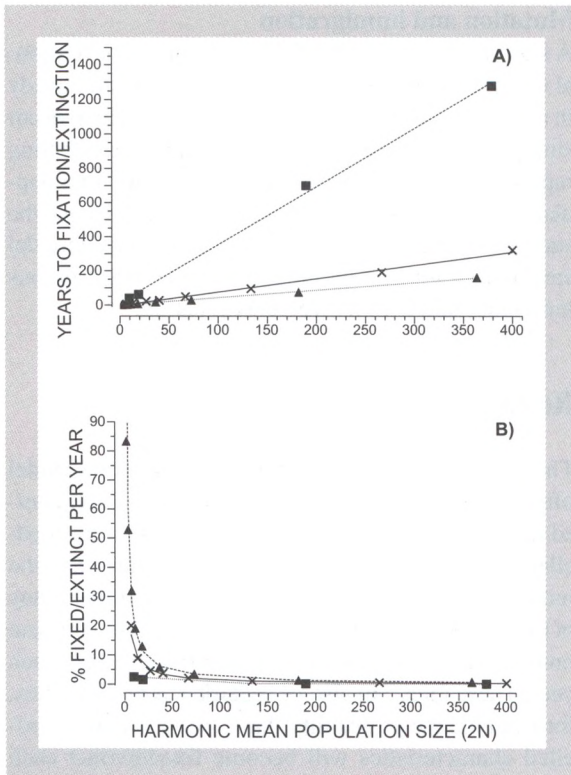 and immigration
A)
YEARS TO FIXATION/EXTINCTION
1400
1200
1000
800
600
400
200
0
0 50 100 150 200 250 300 350 400
B)
% FIXED/EXTINCT PER YEAR
90
80
70
60
50
40
30
20
10
0
0 50 100 150 200 250 300 350 400
HARMONIC MEAN POPULATION SIZE (2N)